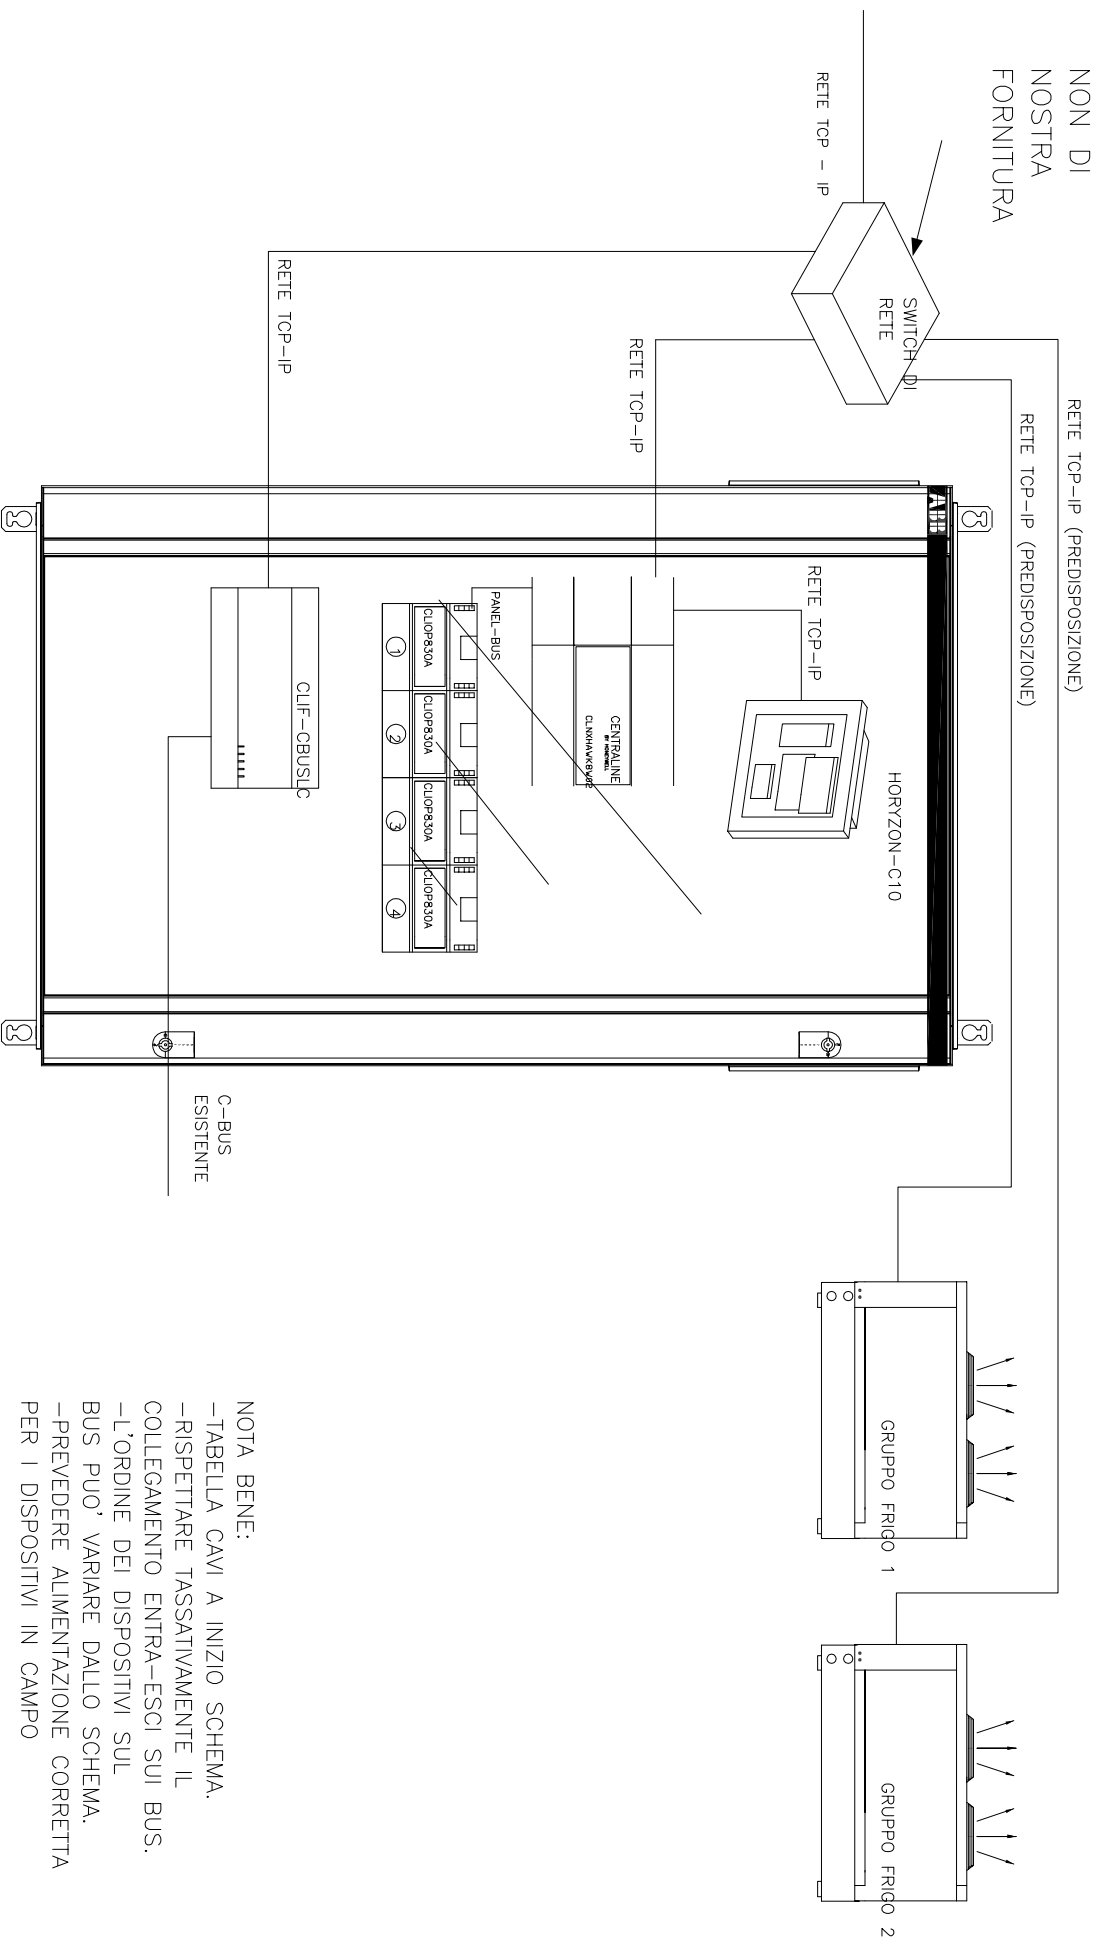 NON DI
NOSTRA
FORNITURA
RETE TCP-IP (PREDISPOSIZIONE)
RETE TCP-IP (PREDISPOSIZIONE)
RETE TCP - IP
SWITCH DI
RETE
RETE TCP-IP
RETE TCP-IP
ABB
RETE TCP-IP
HORYZON-C10
CENTRALINE
BY HONEYWELL
CLNXHAWK8W02
PANEL-BUS
CLIOP830A
CLIOP830A
CLIOP830A
CLIOP830A
1
2
3
4
CLIF-CBUSLC
C-BUS
ESISTENTE
GRUPPO FRIGO 1
GRUPPO FRIGO 2
NOTA BENE:
-TABELLA CAVI A INIZIO SCHEMA.
-RISPETTARE TASSATIVAMENTE IL
COLLEGAMENTO ENTRA-ESCI SUI BUS.
-L'ORDINE DEI DISPOSITIVI SUL
BUS PUO' VARIARE DALLO SCHEMA.
-PREVEDERE ALIMENTAZIONE CORRETTA
PER I DISPOSITIVI IN CAMPO